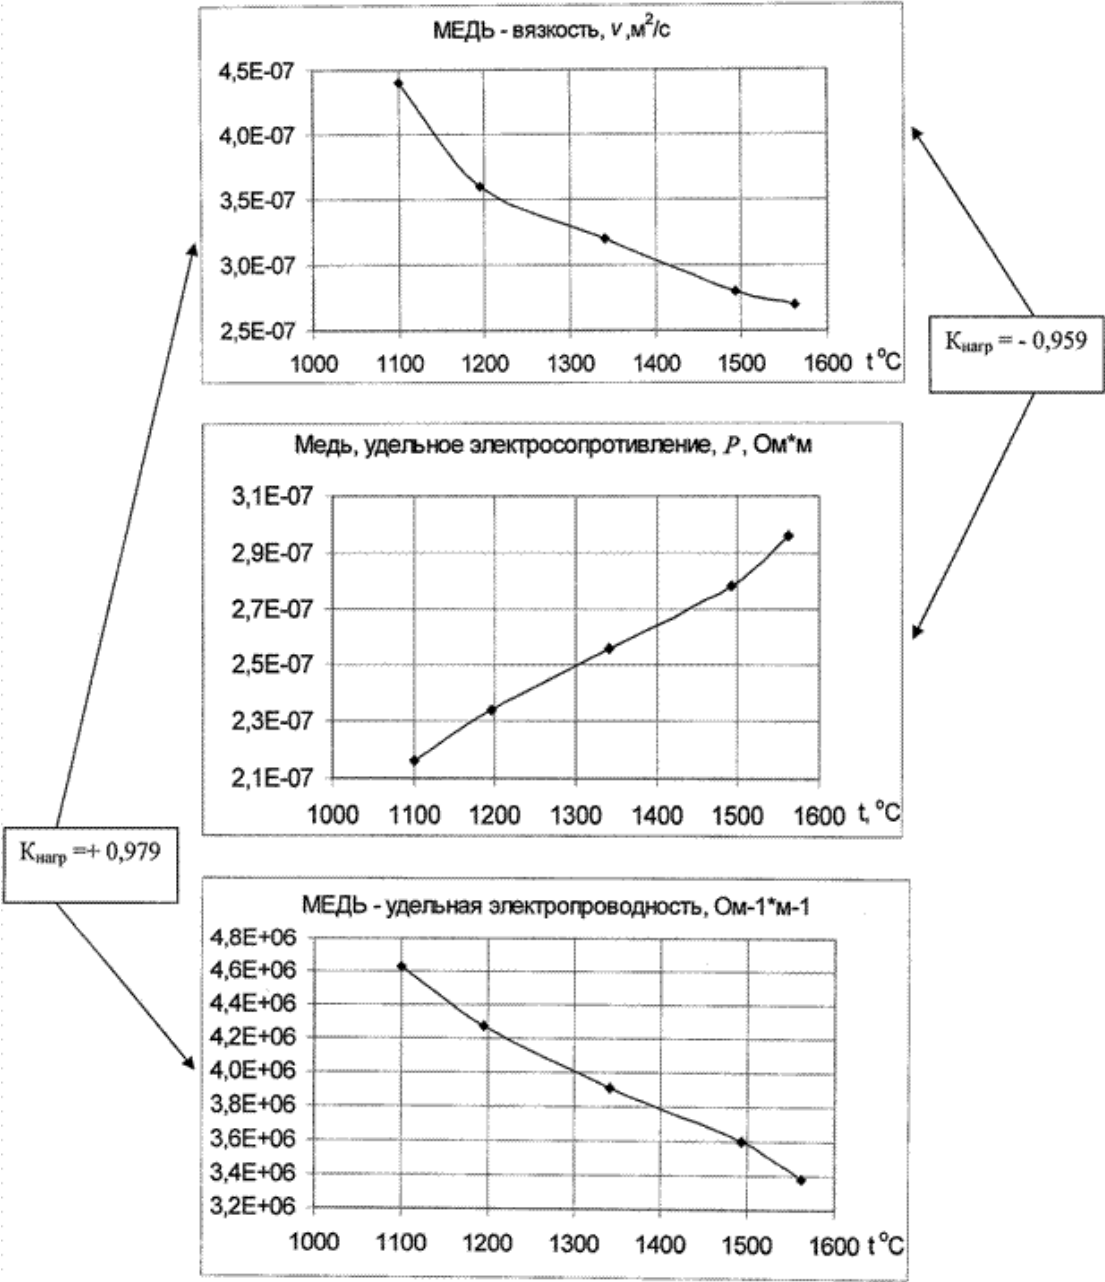 МЕДЬ - вязкость, ν ,м²/с
4,5E-07
4,0E-07
3,5E-07
3,0E-07
2,5E-07
1000 1100 1200 1300 1400 1500 1600 t °C
Kнагр = - 0,959
Медь, удельное электросопротивление, P, Ом*м
3,1E-07
2,9E-07
2,7E-07
2,5E-07
2,3E-07
2,1E-07
1000 1100 1200 1300 1400 1500 1600 t, °C
Kнагр =+ 0,979
МЕДЬ - удельная электропроводность, Ом-1*м-1
4,8E+06
4,6E+06
4,4E+06
4,2E+06
4,0E+06
3,8E+06
3,6E+06
3,4E+06
3,2E+06
1000 1100 1200 1300 1400 1500 1600 t °C